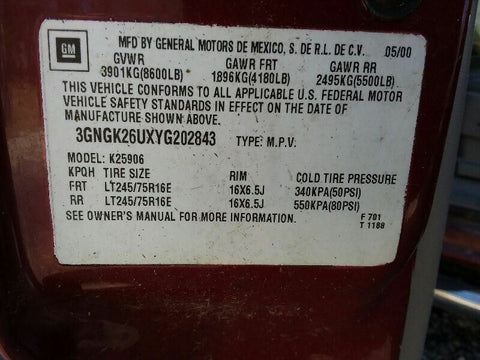 GM
MFD BY GENERAL MOTORS DE MEXICO, S. DE R.L. DE C.V. 05/00
GVWR GAWR FRT GAWR RR
3901KG(8600LB) 1896KG(4180LB) 2495KG(5500LB)
THIS VEHICLE CONFORMS TO ALL APPLICABLE U.S. FEDERAL MOTOR
VEHICLE SAFETY STANDARDS IN EFFECT ON THE DATE OF
MANUFACTURE SHOWN ABOVE.
3GNGK26UXYG202843 TYPE: M.P.V.
MODEL: K25906
KPQH TIRE SIZE RIM COLD TIRE PRESSURE
FRT LT245/75R16E 16X6.5J 340KPA(50PSI)
RR LT245/75R16E 16X6.5J 550KPA(80PSI)
SEE OWNER'S MANUAL FOR MORE INFORMATION. F 701
T 1188